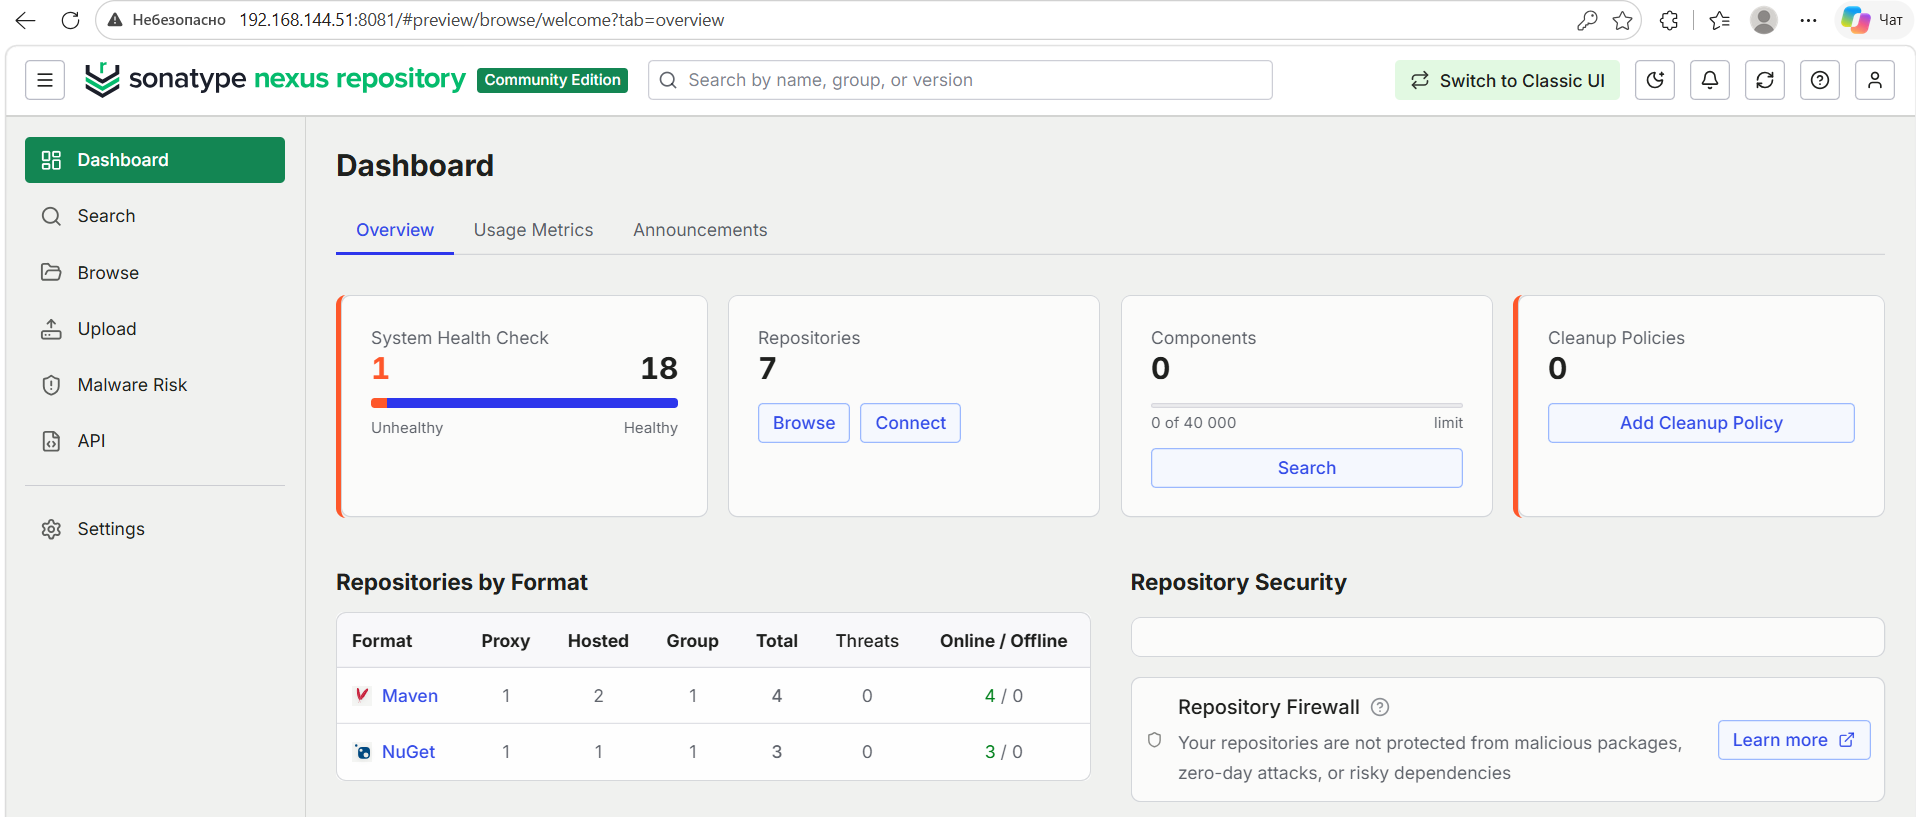 Небезопасно 192.168.144.51:8081/#preview/browse/welcome?tab=overview Чат
sonatype nexus repository Community Edition Search by name, group, or version Switch to Classic UI
Dashboard
Search
Browse
Upload
Malware Risk
API
Settings
Dashboard
Overview Usage Metrics Announcements
System Health Check
1 18
Unhealthy Healthy
Repositories
7
Browse Connect
Components
0
0 of 40 000 limit
Search
Cleanup Policies
0
Add Cleanup Policy
Repositories by Format
Format Proxy Hosted Group Total Threats Online / Offline
Maven 1 2 1 4 0 4 / 0
NuGet 1 1 1 3 0 3 / 0
Repository Security
Repository Firewall
Your repositories are not protected from malicious packages,
zero-day attacks, or risky dependencies
Learn more